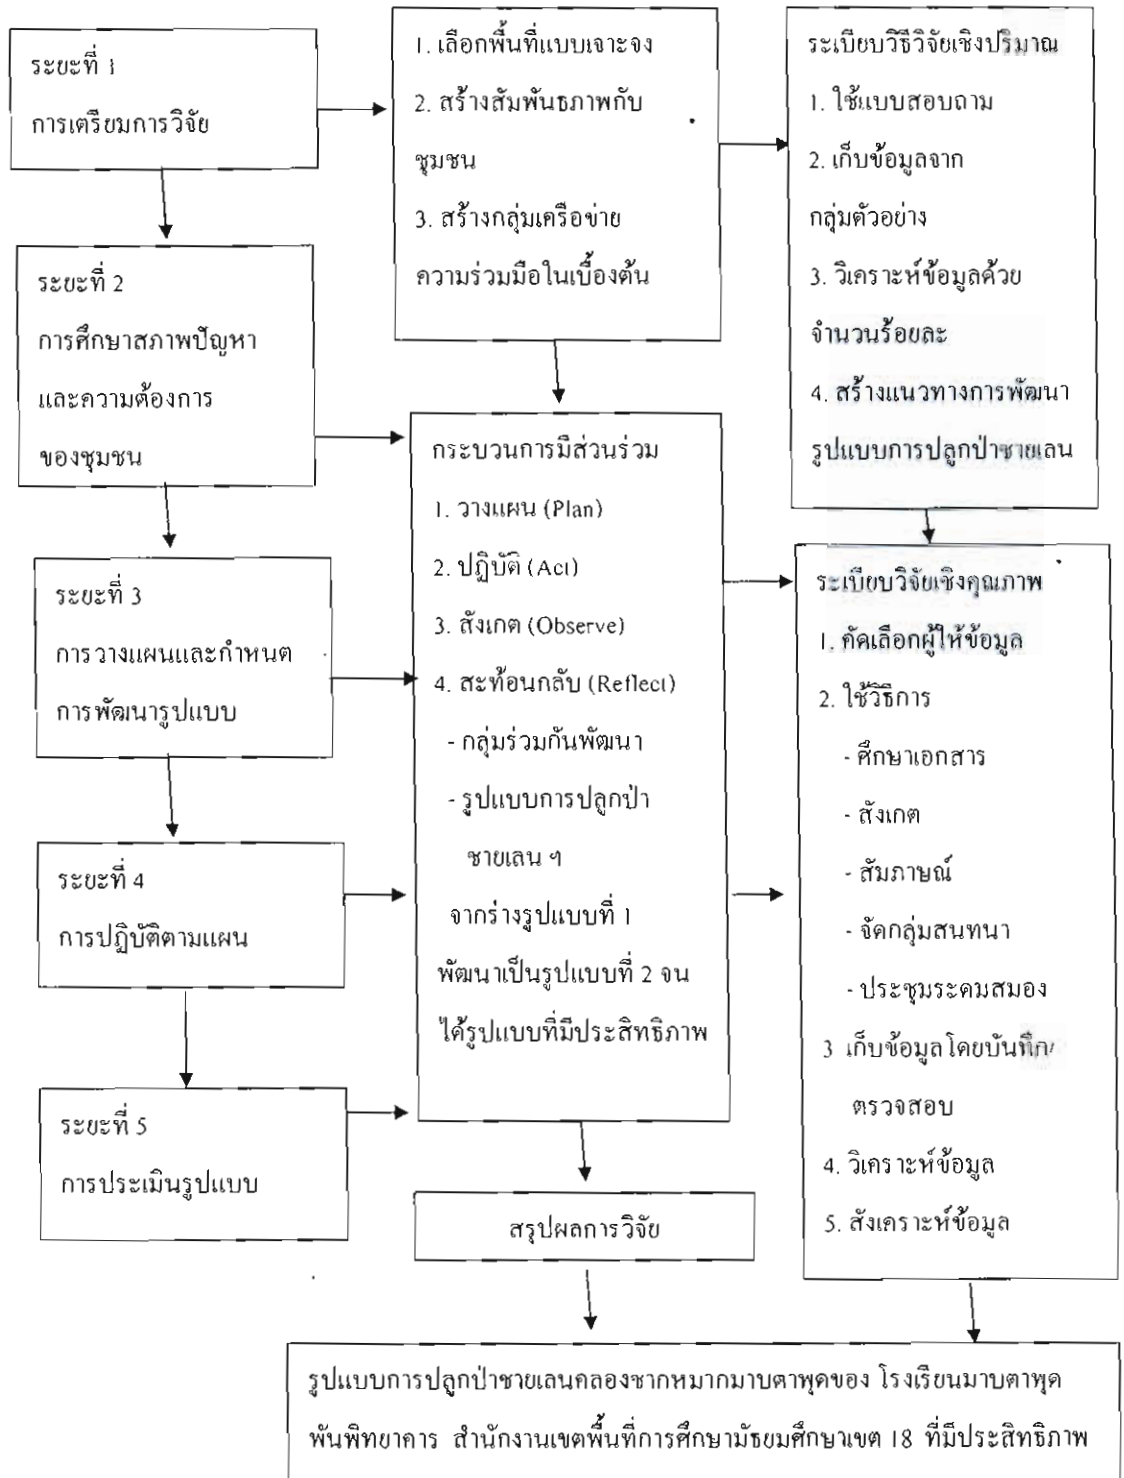 ระยะที่ 1
การเตรียมการวิจัย
1. เลือกพื้นที่แบบเจาะจง
2. สร้างสัมพันธภาพกับ
ชุมชน
3. สร้างกลุ่มเครือข่าย
ความร่วมมือในเบื้องต้น
ระเบียบวิธีวิจัยเชิงปริมาณ
1. ใช้แบบสอบถาม
2. เก็บข้อมูลจาก
กลุ่มตัวอย่าง
3. วิเคราะห์ข้อมูลด้วย
จำนวนร้อยละ
4. สร้างแนวทางการพัฒนา
รูปแบบการปลูกป่าชายเลน
ระยะที่ 2
การศึกษาสภาพปัญหา
และความต้องการ
ของชุมชน
กระบวนการมีส่วนร่วม
1. วางแผน (Plan)
2. ปฏิบัติ (Act)
3. สังเกต (Observe)
4. สะท้อนกลับ (Reflect)
- กลุ่มร่วมกันพัฒนา
- รูปแบบการปลูกป่า
ชายเลน ฯ
จากร่างรูปแบบที่ 1
พัฒนาเป็นรูปแบบที่ 2 จน
ได้รูปแบบที่มีประสิทธิภาพ
ระเบียบวิจัยเชิงคุณภาพ
1. คัดเลือกผู้ให้ข้อมูล
2. ใช้วิธีการ
- ศึกษาเอกสาร
- สังเกต
- สัมภาษณ์
- จัดกลุ่มสนทนา
- ประชุมระดมสมอง
3 เก็บข้อมูลโดยบันทึก/
ตรวจสอบ
4. วิเคราะห์ข้อมูล
5. สังเคราะห์ข้อมูล
ระยะที่ 3
การวางแผนและกำหนด
การพัฒนารูปแบบ
ระยะที่ 4
การปฏิบัติตามแผน
ระยะที่ 5
การประเมินรูปแบบ
สรุปผลการวิจัย
รูปแบบการปลูกป่าชายเลนคลองชากหมากมาบตาพุดของ โรงเรียนมาบตาพุด
พันพิทยาคาร สำนักงานเขตพื้นที่การศึกษามัธยมศึกษาเขต 18 ที่มีประสิทธิภาพ